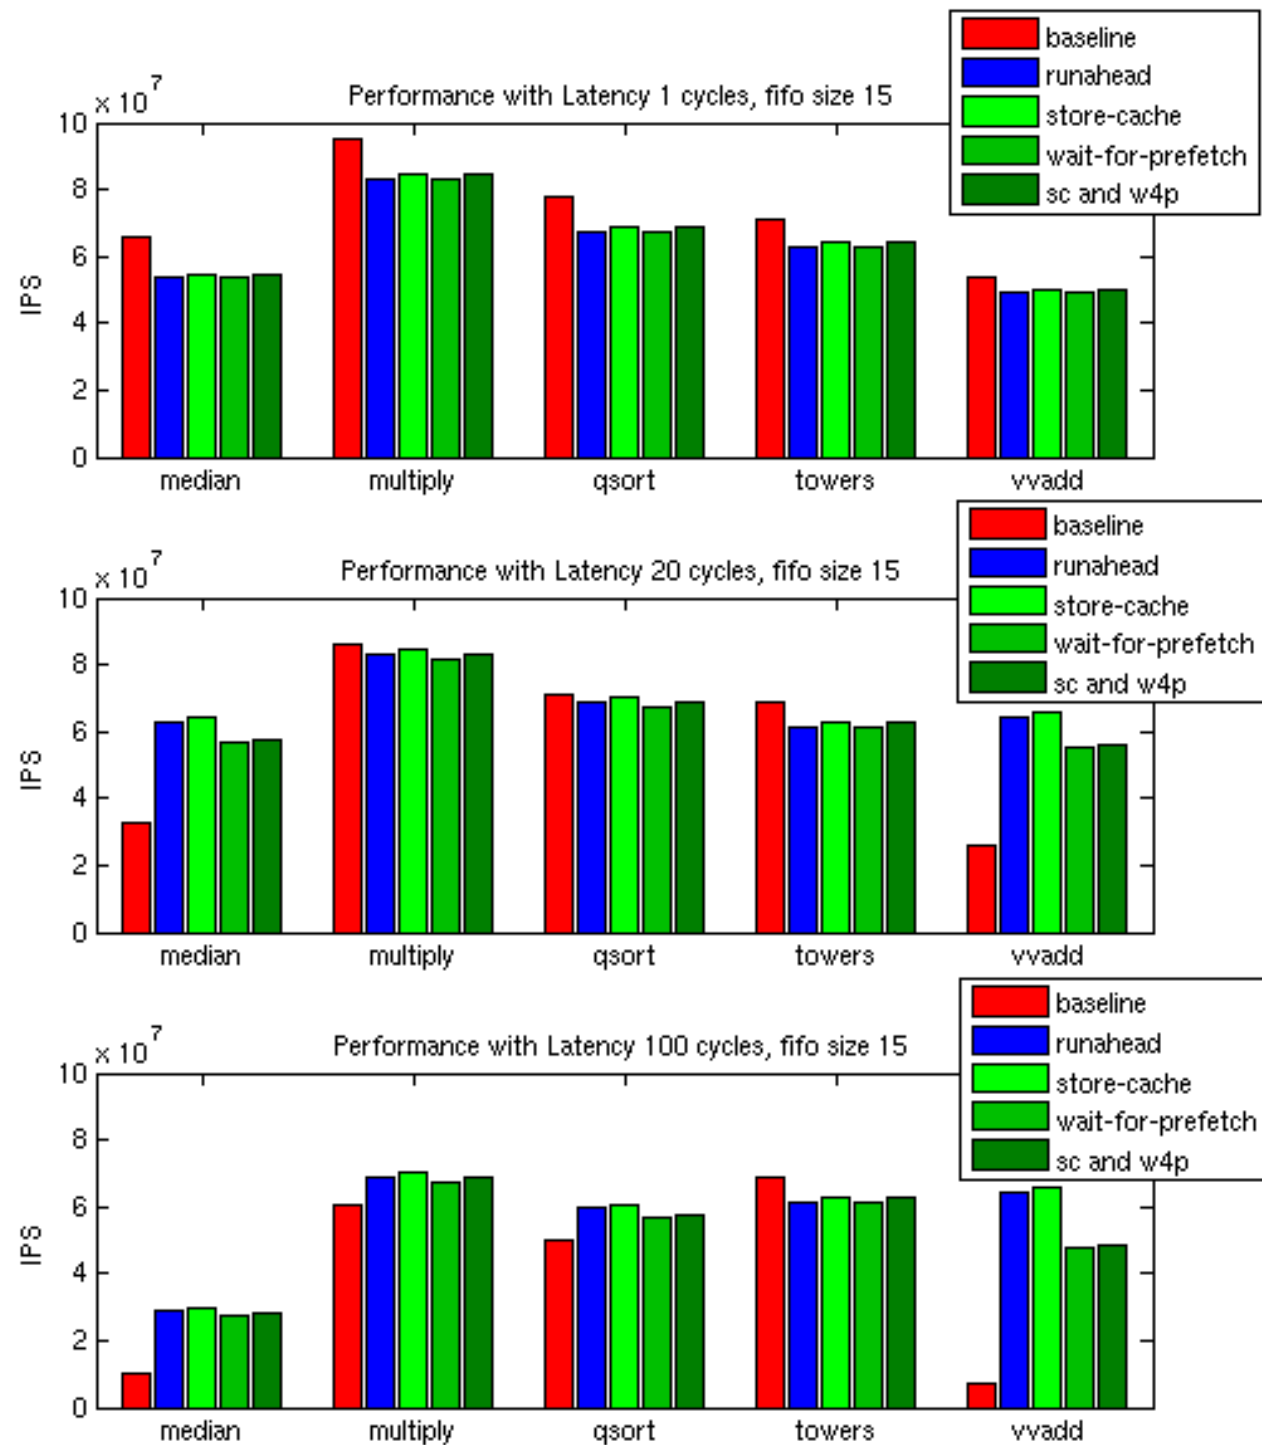 baseline
runahead
store-cache
wait-for-prefetch
sc and w4p
× 10^7
Performance with Latency 1 cycles, fifo size 15
10
8
6
4
2
0
IPS
median multiply qsort towers vvadd
baseline
runahead
store-cache
wait-for-prefetch
sc and w4p
× 10^7
Performance with Latency 20 cycles, fifo size 15
10
8
6
4
2
0
IPS
median multiply qsort towers vvadd
baseline
runahead
store-cache
wait-for-prefetch
sc and w4p
× 10^7
Performance with Latency 100 cycles, fifo size 15
10
8
6
4
2
0
IPS
median multiply qsort towers vvadd